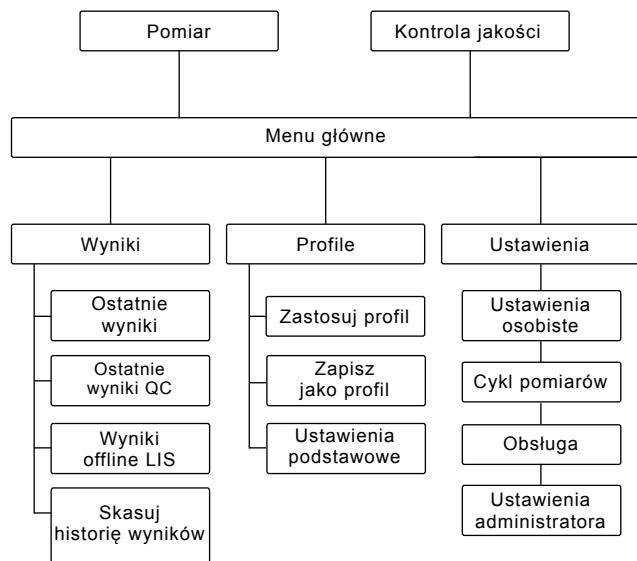 Pomiar
Kontrola jakości
Menu główne
Wyniki
Profile
Ustawienia
Ostatnie
wyniki
Ostatnie
wyniki QC
Wyniki
offline LIS
Skasuj
historię wyników
Zastosuj profil
Zapisz
jako profil
Ustawienia
podstawowe
Ustawienia
osobiste
Cykl pomiarów
Obsługa
Ustawienia
administratora